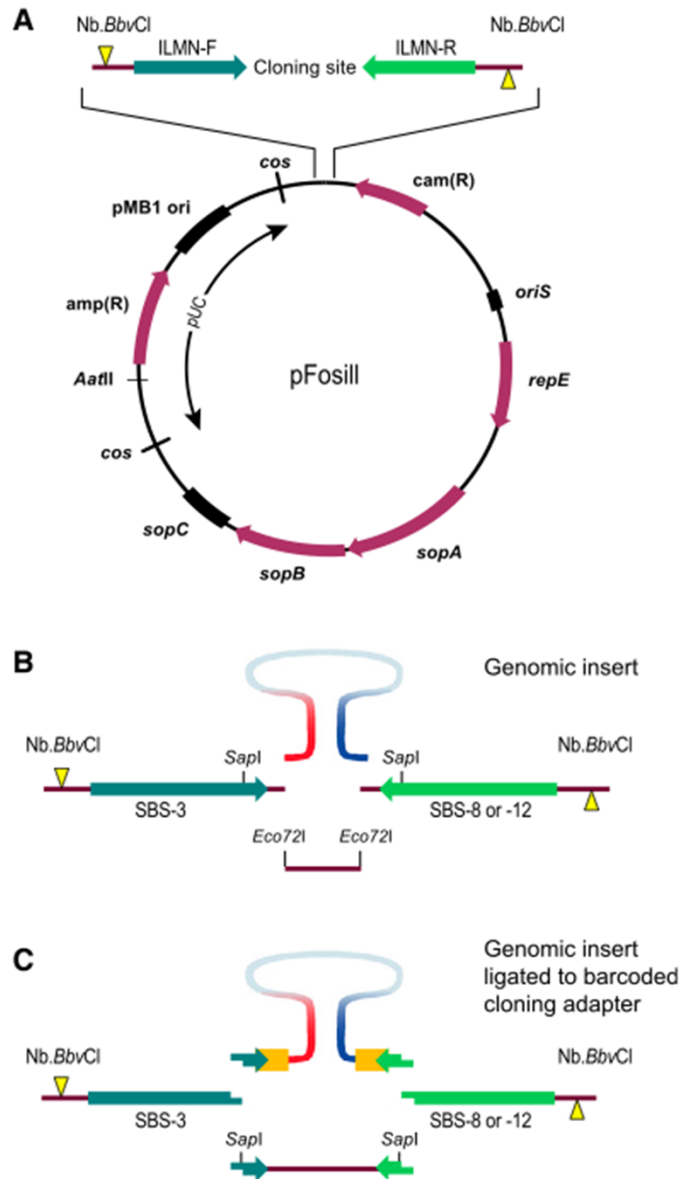 A
Nb.BbvCI
ILMN-F
Cloning site
ILMN-R
Nb.BbvCI
cos
cam(R)
pMB1 ori
oriS
amp(R)
pUC
pFosill
AatII
repE
cos
sopC
sopA
sopB
B
Genomic insert
Nb.BbvCI
SapI
SapI
Nb.BbvCI
SBS-3
SBS-8 or -12
Eco72I
Eco72I
C
Genomic insert
ligated to barcoded
cloning adapter
Nb.BbvCI
Nb.BbvCI
SBS-3
SBS-8 or -12
SapI
SapI